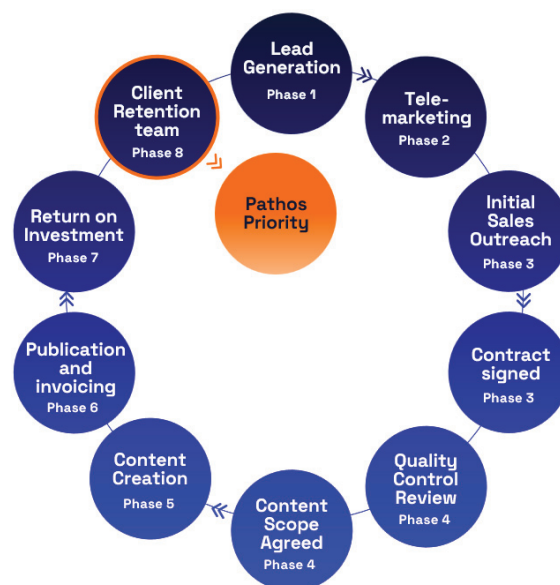 Lead
Generation
Phase 1
Tele-
marketing
Phase 2
Initial
Sales
Outreach
Phase 3
Contract
signed
Phase 3
Quality
Control
Review
Phase 4
Content
Scope
Agreed
Phase 4
Content
Creation
Phase 5
Publication
and
invoicing
Phase 6
Return on
Investment
Phase 7
Client
Retention
team
Phase 8
Pathos
Priority